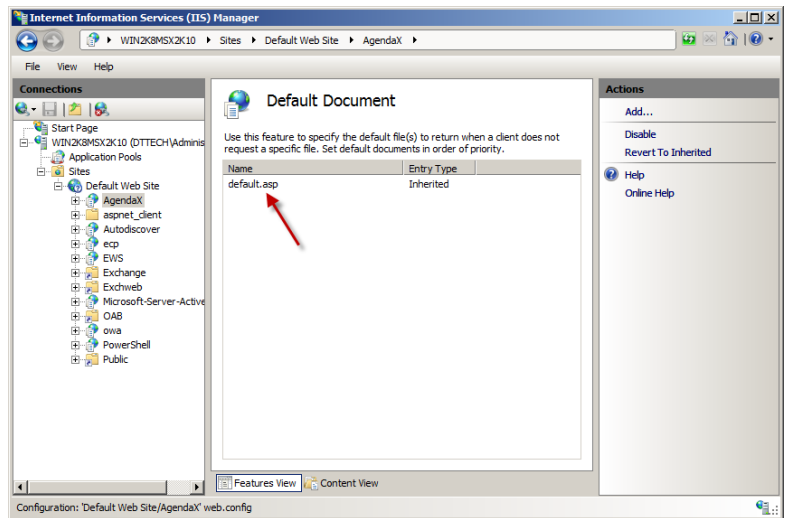 Internet Information Services (IIS) Manager
WIN2K8MSX2K10 Sites Default Web Site AgendaX
File View Help
Connections
Start Page
WIN2K8MSX2K10 (DTTECH\Adminis
Application Pools
Sites
Default Web Site
AgendaX
aspnet_client
Autodiscover
ecp
EWS
Exchange
Exchweb
Microsoft-Server-Active
OAB
owa
PowerShell
Public
Default Document
Use this feature to specify the default file(s) to return when a client does not
request a specific file. Set default documents in order of priority.
Name Entry Type
default.asp Inherited
Features View Content View
Actions
Add...
Disable
Revert To Inherited
Help
Online Help
Configuration: 'Default Web Site/AgendaX' web.config